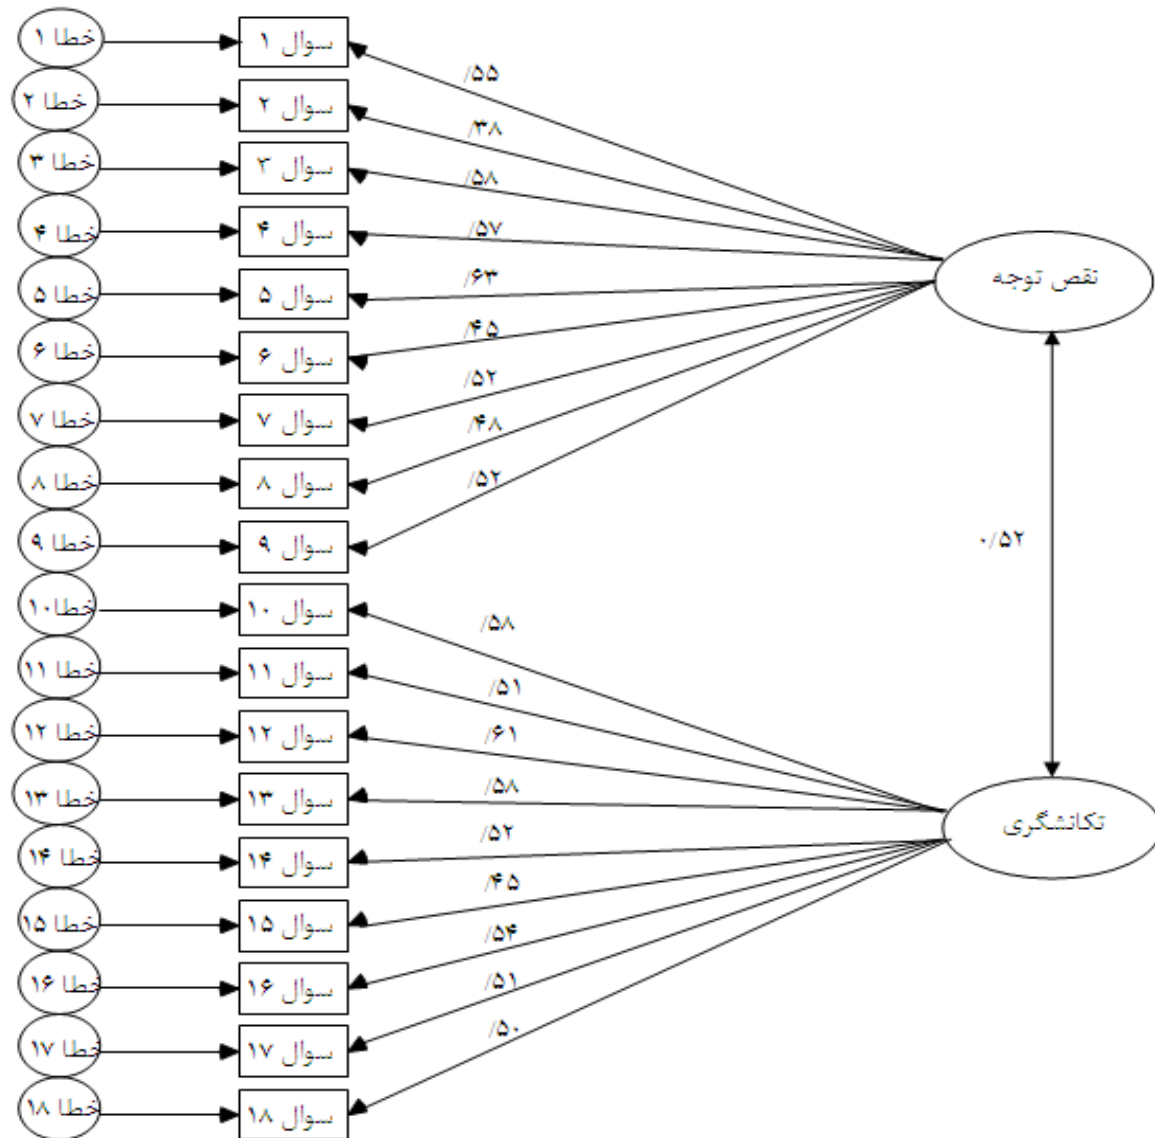 خطا ۱
سوال ۱
/۵۵
خطا ۲
سوال ۲
/۳۸
خطا ۳
سوال ۳
/۵۸
خطا ۴
سوال ۴
/۵۷
نقص توجه
خطا ۵
سوال ۵
/۶۳
خطا ۶
سوال ۶
/۴۵
خطا ۷
سوال ۷
/۵۲
خطا ۸
سوال ۸
/۴۸
خطا ۹
سوال ۹
/۵۲
۰/۵۲
خطا۱۰
سوال ۱۰
/۵۸
خطا ۱۱
سوال ۱۱
/۵۱
خطا ۱۲
سوال ۱۲
/۶۱
خطا ۱۳
سوال ۱۳
/۵۸
تکانشگری
خطا ۱۴
سوال ۱۴
/۵۲
خطا ۱۵
سوال ۱۵
/۴۵
خطا ۱۶
سوال ۱۶
/۵۴
خطا ۱۷
سوال ۱۷
/۵۱
خطا ۱۸
سوال ۱۸
/۵۰